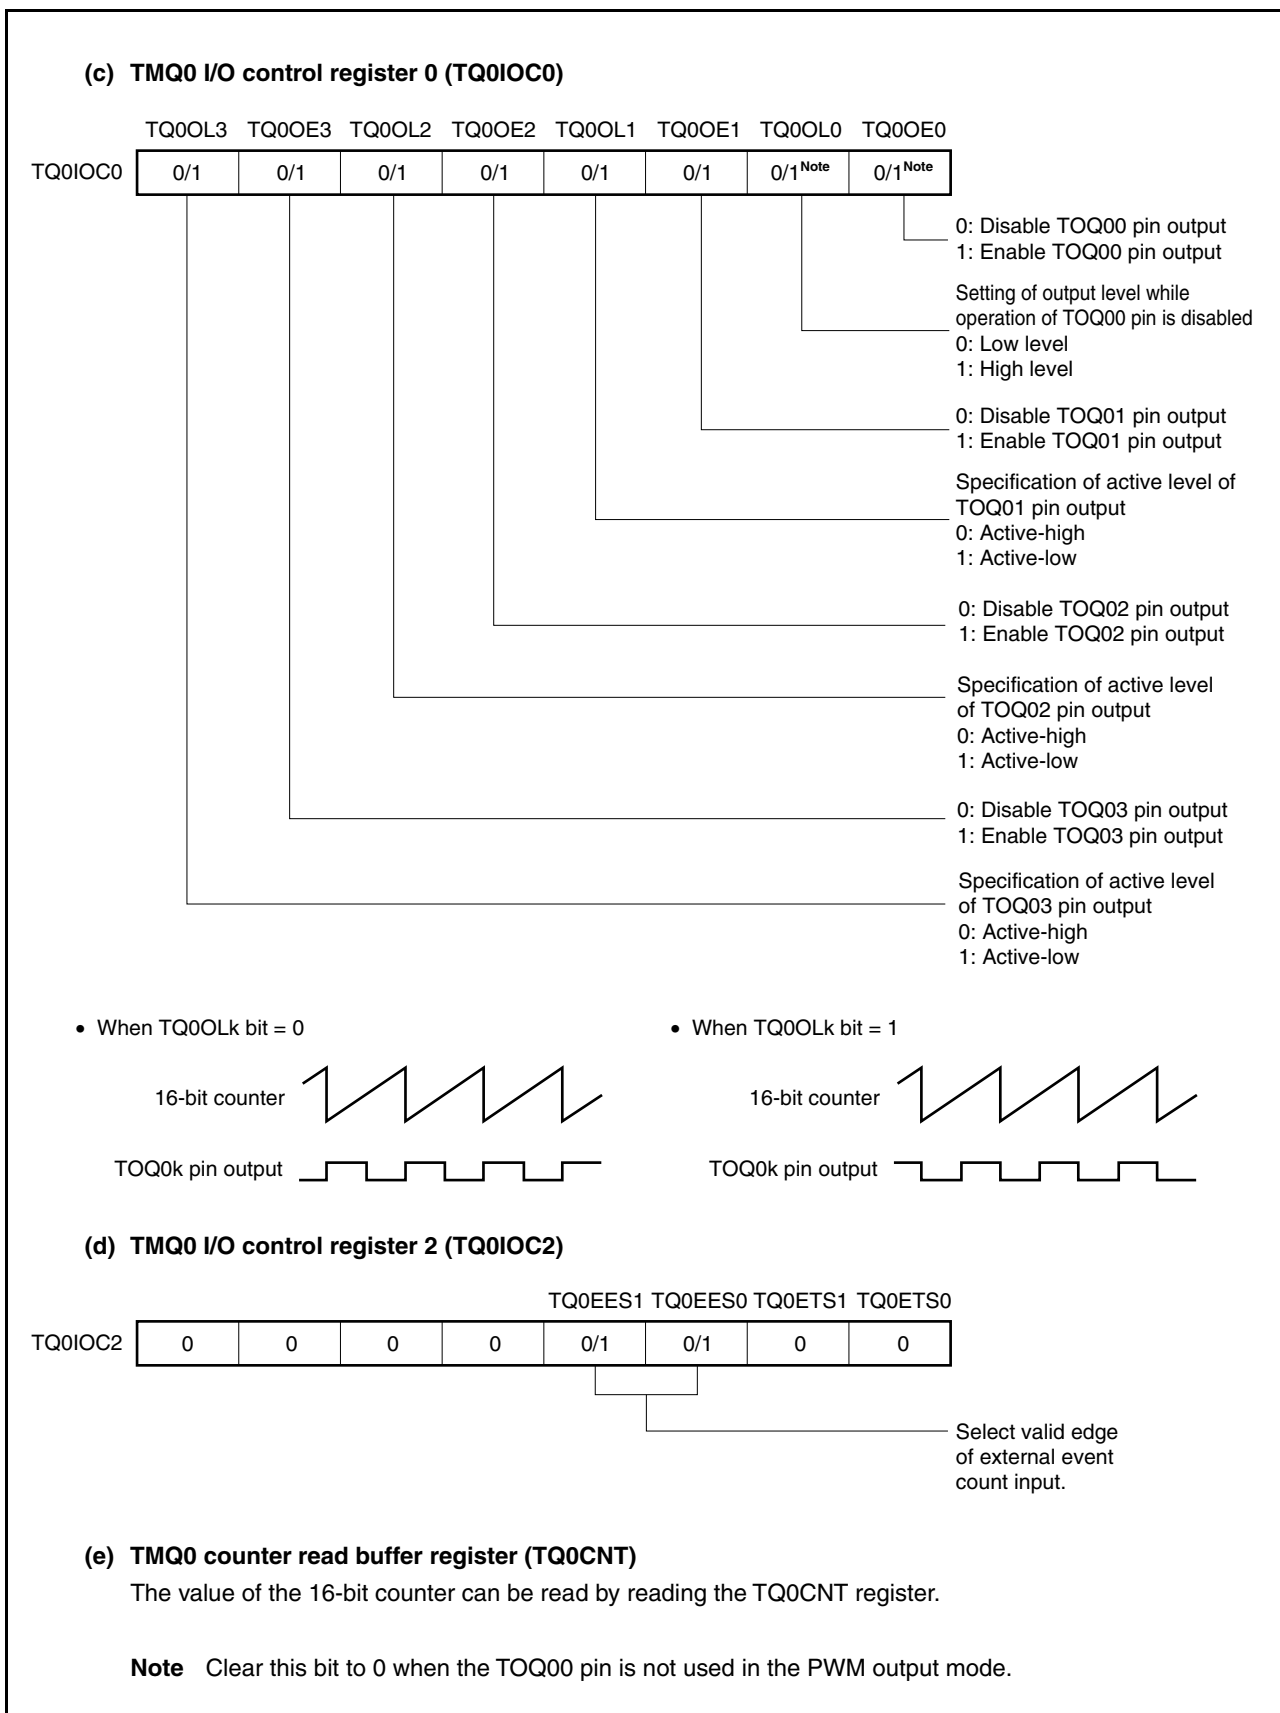 (c) TMQ0 I/O control register 0 (TQ0IOC0)
TQ0OL3 TQ0OE3 TQ0OL2 TQ0OE2 TQ0OL1 TQ0OE1 TQ0OL0 TQ0OE0
TQ0IOC0 0/1 0/1 0/1 0/1 0/1 0/1 0/1Note 0/1Note
0: Disable TOQ00 pin output
1: Enable TOQ00 pin output
Setting of output level while
operation of TOQ00 pin is disabled
0: Low level
1: High level
0: Disable TOQ01 pin output
1: Enable TOQ01 pin output
Specification of active level of
TOQ01 pin output
0: Active-high
1: Active-low
0: Disable TOQ02 pin output
1: Enable TOQ02 pin output
Specification of active level
of TOQ02 pin output
0: Active-high
1: Active-low
0: Disable TOQ03 pin output
1: Enable TOQ03 pin output
Specification of active level
of TOQ03 pin output
0: Active-high
1: Active-low
• When TQ0OLk bit = 0
16-bit counter
TOQ0k pin output
• When TQ0OLk bit = 1
16-bit counter
TOQ0k pin output
(d) TMQ0 I/O control register 2 (TQ0IOC2)
TQ0EES1 TQ0EES0 TQ0ETS1 TQ0ETS0
TQ0IOC2 0 0 0 0 0/1 0/1 0 0
Select valid edge
of external event
count input.
(e) TMQ0 counter read buffer register (TQ0CNT)
The value of the 16-bit counter can be read by reading the TQ0CNT register.
Note Clear this bit to 0 when the TOQ00 pin is not used in the PWM output mode.